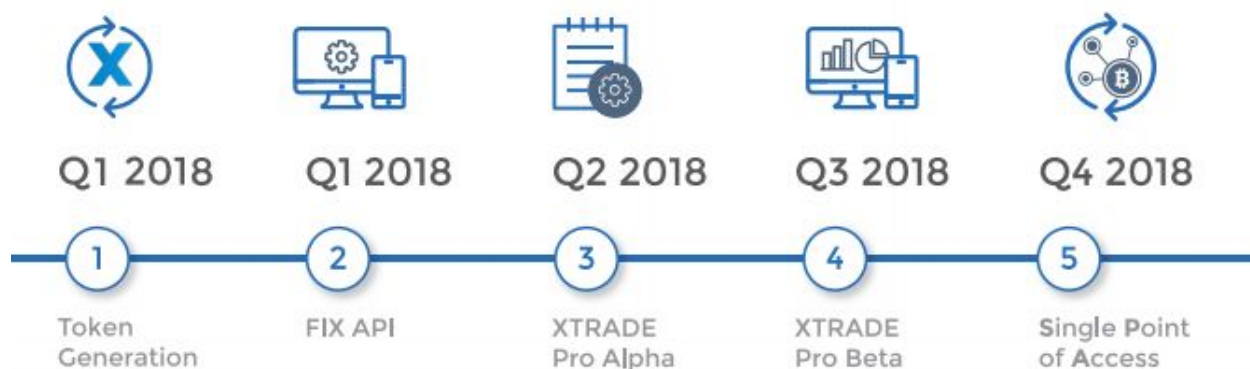 X
Q1 2018
Q1 2018
Q2 2018
Q3 2018
Q4 2018
1
2
3
4
5
Token
Generation
FIX API
XTRADE
Pro Alpha
XTRADE
Pro Beta
Single Point
of Access